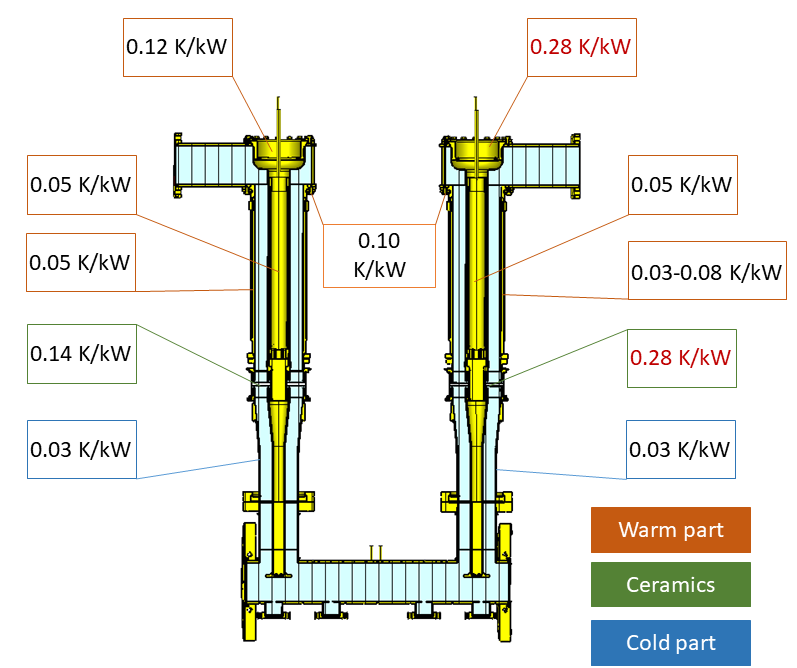 0.12 K/kW
0.28 K/kW
0.05 K/kW
0.05 K/kW
0.10
K/kW
0.05 K/kW
0.03-0.08 K/kW
0.14 K/kW
0.28 K/kW
0.03 K/kW
0.03 K/kW
Warm part
Ceramics
Cold part